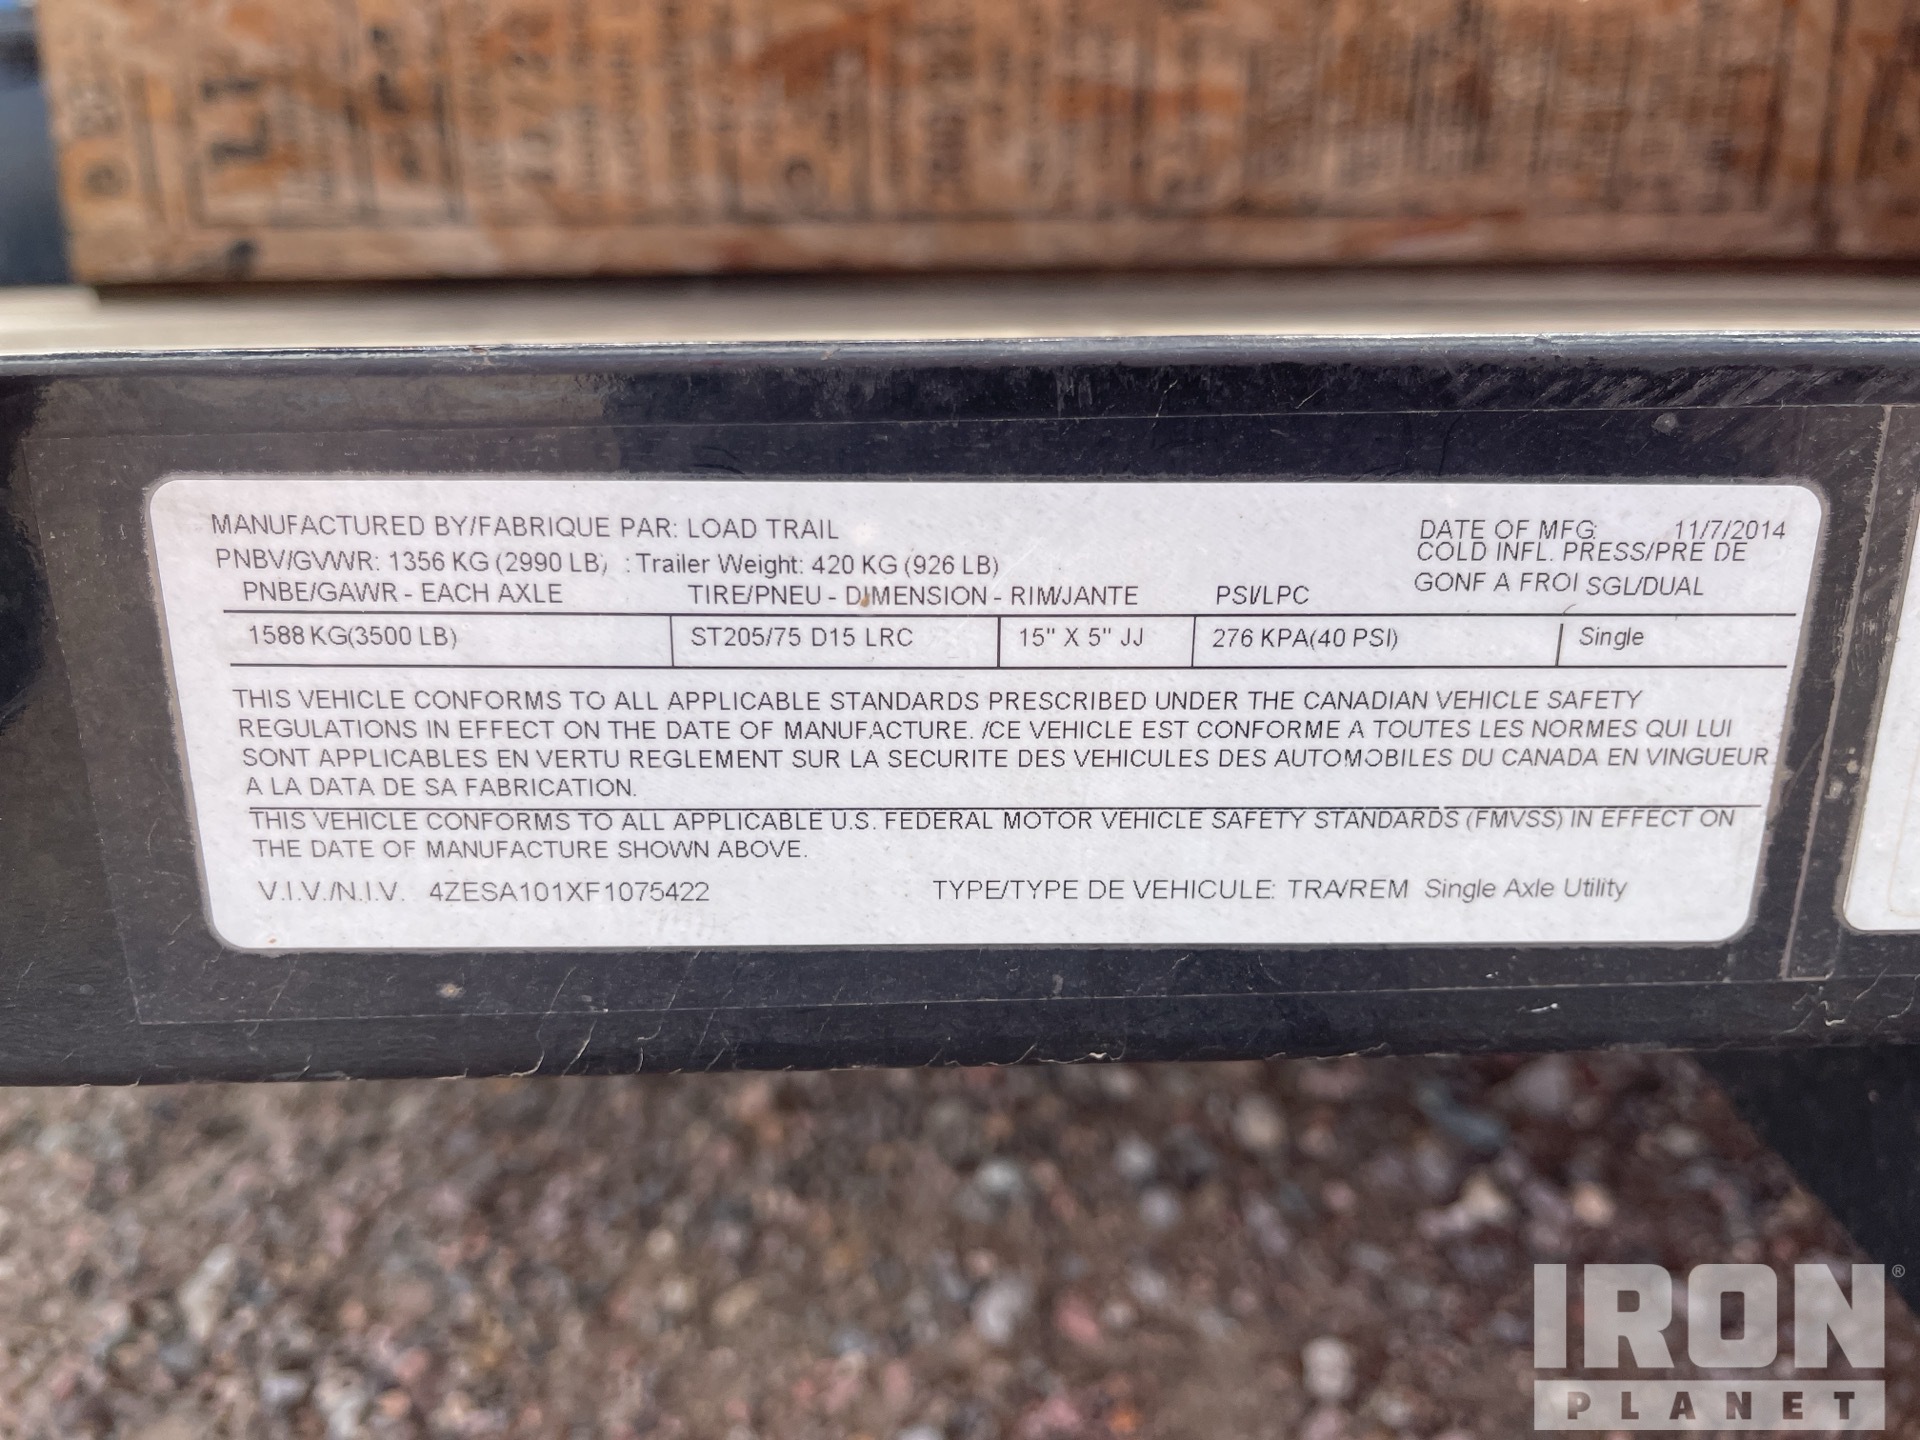 MANUFACTURED BY/FABRIQUE PAR: LOAD TRAIL
DATE OF MFG: 11/7/2014
PNBV/GVWR: 1356 KG (2990 LB) : Trailer Weight: 420 KG (926 LB)
COLD INFL. PRESS/PRE DE
PNBE/GAWR - EACH AXLE TIRE/PNEU - DIMENSION - RIM/JANTE PSI/LPC GONF A FROI SGL/DUAL
1588 KG(3500 LB) ST205/75 D15 LRC 15" X 5" JJ 276 KPA(40 PSI) Single
THIS VEHICLE CONFORMS TO ALL APPLICABLE STANDARDS PRESCRIBED UNDER THE CANADIAN VEHICLE SAFETY
REGULATIONS IN EFFECT ON THE DATE OF MANUFACTURE. /CE VEHICLE EST CONFORME A TOUTES LES NORMES QUI LUI
SONT APPLICABLES EN VERTU REGLEMENT SUR LA SECURITE DES VEHICULES DES AUTOMOBILES DU CANADA EN VINGUEUR
A LA DATA DE SA FABRICATION.
THIS VEHICLE CONFORMS TO ALL APPLICABLE U.S. FEDERAL MOTOR VEHICLE SAFETY STANDARDS (FMVSS) IN EFFECT ON
THE DATE OF MANUFACTURE SHOWN ABOVE.
V.I.V./N.I.V. 4ZESA101XF1075422 TYPE/TYPE DE VEHICULE: TRA/REM Single Axle Utility
IRON ®
PLANET